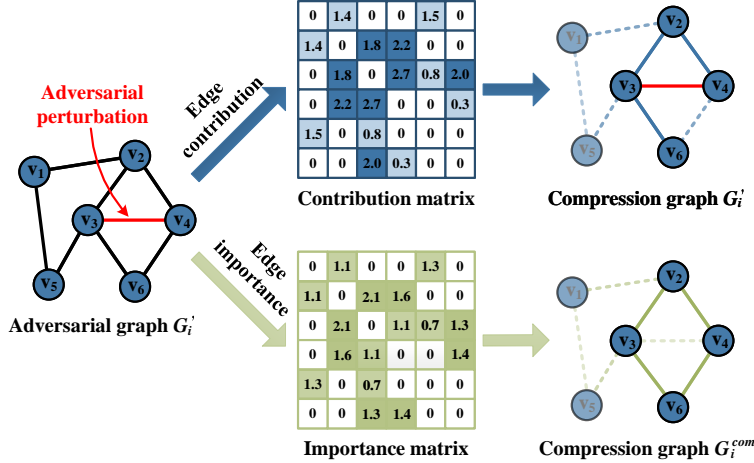 Adversarial
perturbation
v1
v2
v3
v4
v5
v6
Adversarial graph Gi'
Edge
contribution
0 1.4 0 0 1.5 0
1.4 0 1.8 2.2 0 0
0 1.8 0 2.7 0.8 2.0
0 2.2 2.7 0 0 0.3
1.5 0 0.8 0 0 0
0 0 2.0 0.3 0 0
Contribution matrix
v1
v2
v3
v4
v5
v6
Compression graph Gi'
Edge
importance
0 1.1 0 0 1.3 0
1.1 0 2.1 1.6 0 0
0 2.1 0 1.1 0.7 1.3
0 1.6 1.1 0 0 1.4
1.3 0 0.7 0 0 0
0 0 1.3 1.4 0 0
Importance matrix
v1
v2
v3
v4
v5
v6
Compression graph Gi^com